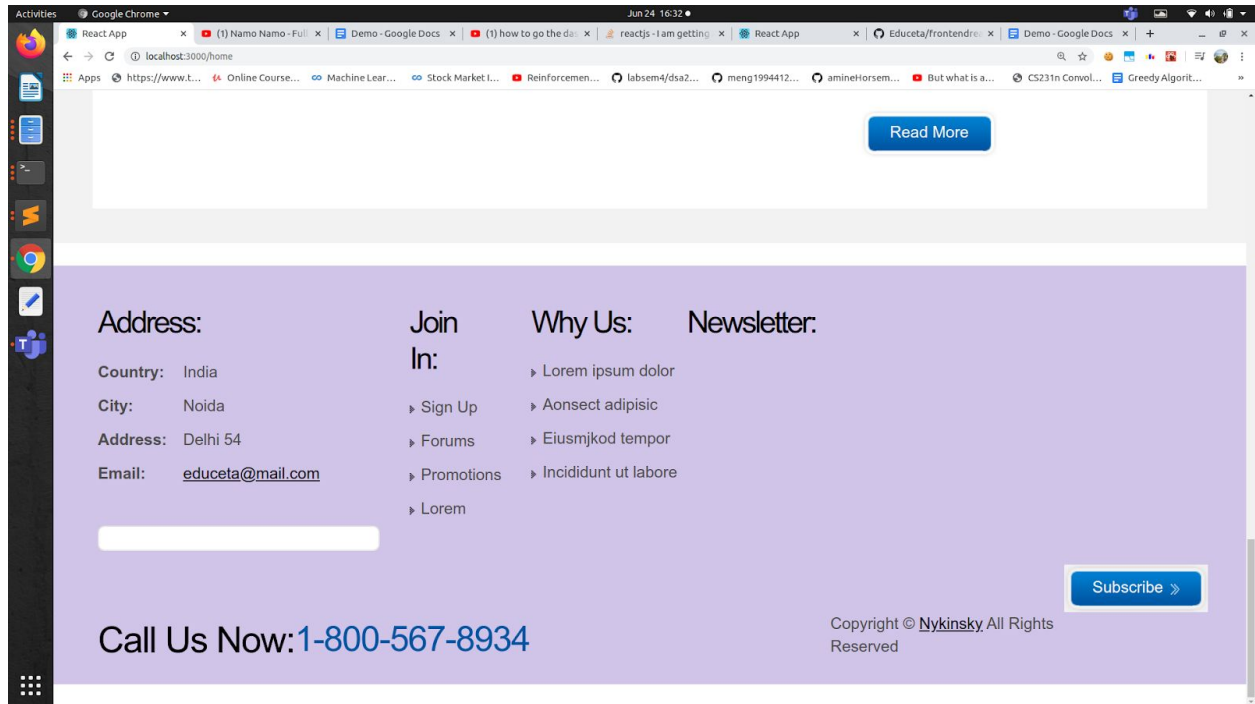 Activities Google Chrome Jun 24 16:32
React App (1) Namo Namo - Ful Demo - Google Docs (1) how to go the da reactjs - I am getting React App Educeta/frontendrea Demo - Google Docs
localhost:3000/home
Apps https://www.t... Online Course... Machine Lear... Stock Market I... Reinforcemen... labsem4/dsa2... meng1994412... amineHorsem... But what is a... CS231n Convol... Greedy Algorit...
Read More
Address:
Country: India
City: Noida
Address: Delhi 54
Email: educeta@mail.com
Join
In:
Sign Up
Forums
Promotions
Lorem
Why Us:
Lorem ipsum dolor
Aonsect adipisic
Eiusmjkod tempor
Incididunt ut labore
Newsletter:
Subscribe
Call Us Now:1-800-567-8934
Copyright © Nykinsky All Rights
Reserved